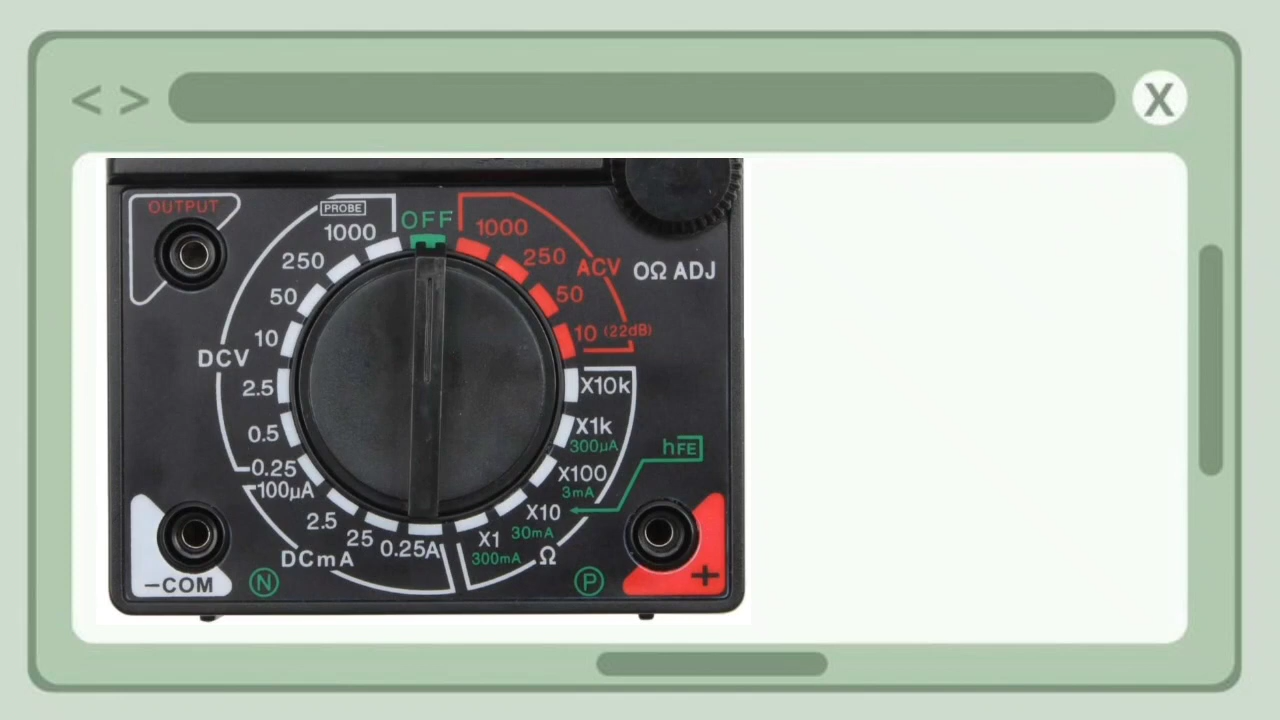 < >
X
OUTPUT
PROBE
OFF
1000
1000
250
250
ACV
0Ω ADJ
50
50
10
10 (22dB)
DCV
2.5
X10k
0.5
X1k
300µA
hFE
0.25
X100
100µA
3mA
2.5
X10
30mA
25
0.25A
X1
300mA
Ω
DCmA
−COM
N
P
+